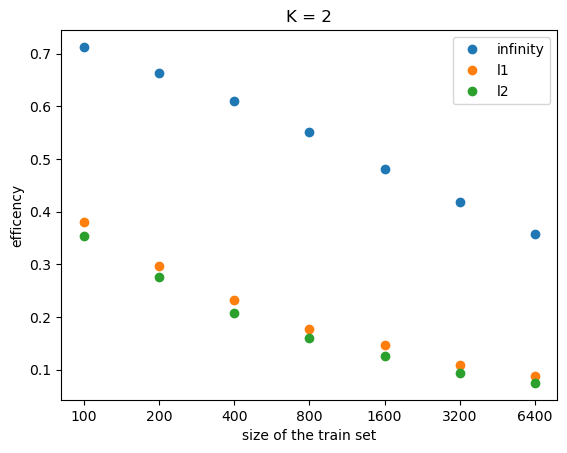 K = 2
infinity
l1
l2
0.7
0.6
0.5
0.4
0.3
0.2
0.1
efficency
100 200 400 800 1600 3200 6400
size of the train set